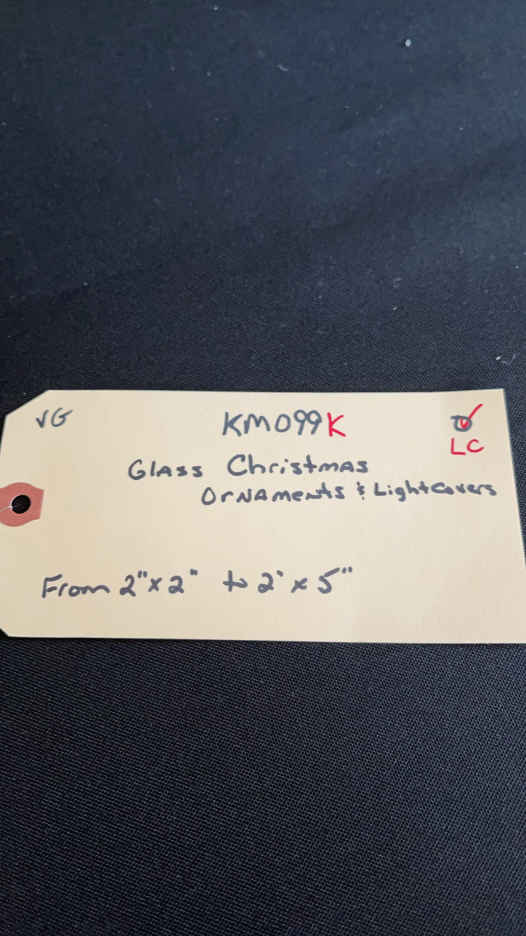 VG
KM099K
LC
Glass Christmas
Ornaments & Lightcovers
From 2"x2" to 2"x5"